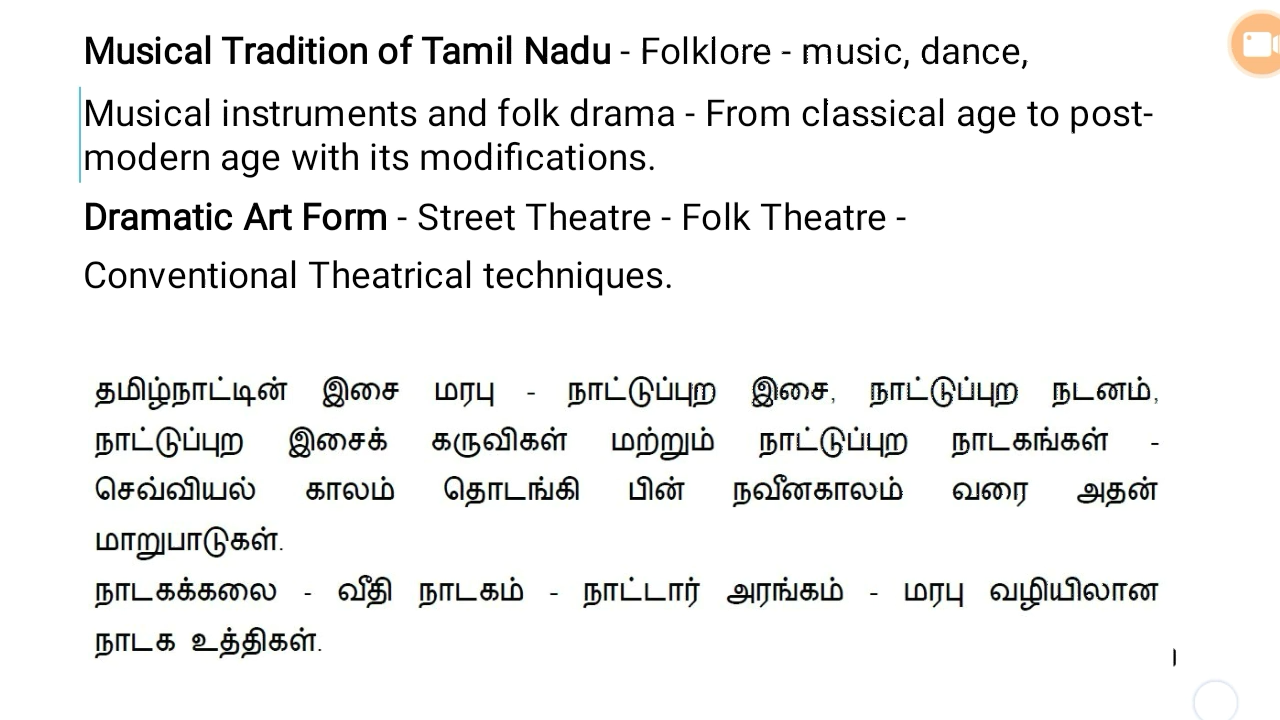 Musical Tradition of Tamil Nadu - Folklore - music, dance,
Musical instruments and folk drama - From classical age to post-
modern age with its modifications.
Dramatic Art Form - Street Theatre - Folk Theatre -
Conventional Theatrical techniques.
தமிழ்நாட்டின் இசை மரபு - நாட்டுப்புற இசை, நாட்டுப்புற நடனம்,
நாட்டுப்புற இசைக் கருவிகள் மற்றும் நாட்டுப்புற நாடகங்கள் -
செவ்வியல் காலம் தொடங்கி பின் நவீனகாலம் வரை அதன்
மாறுபாடுகள்.
நாடகக்கலை - வீதி நாடகம் - நாட்டார் அரங்கம் - மரபு வழியிலான
நாடக உத்திகள்.